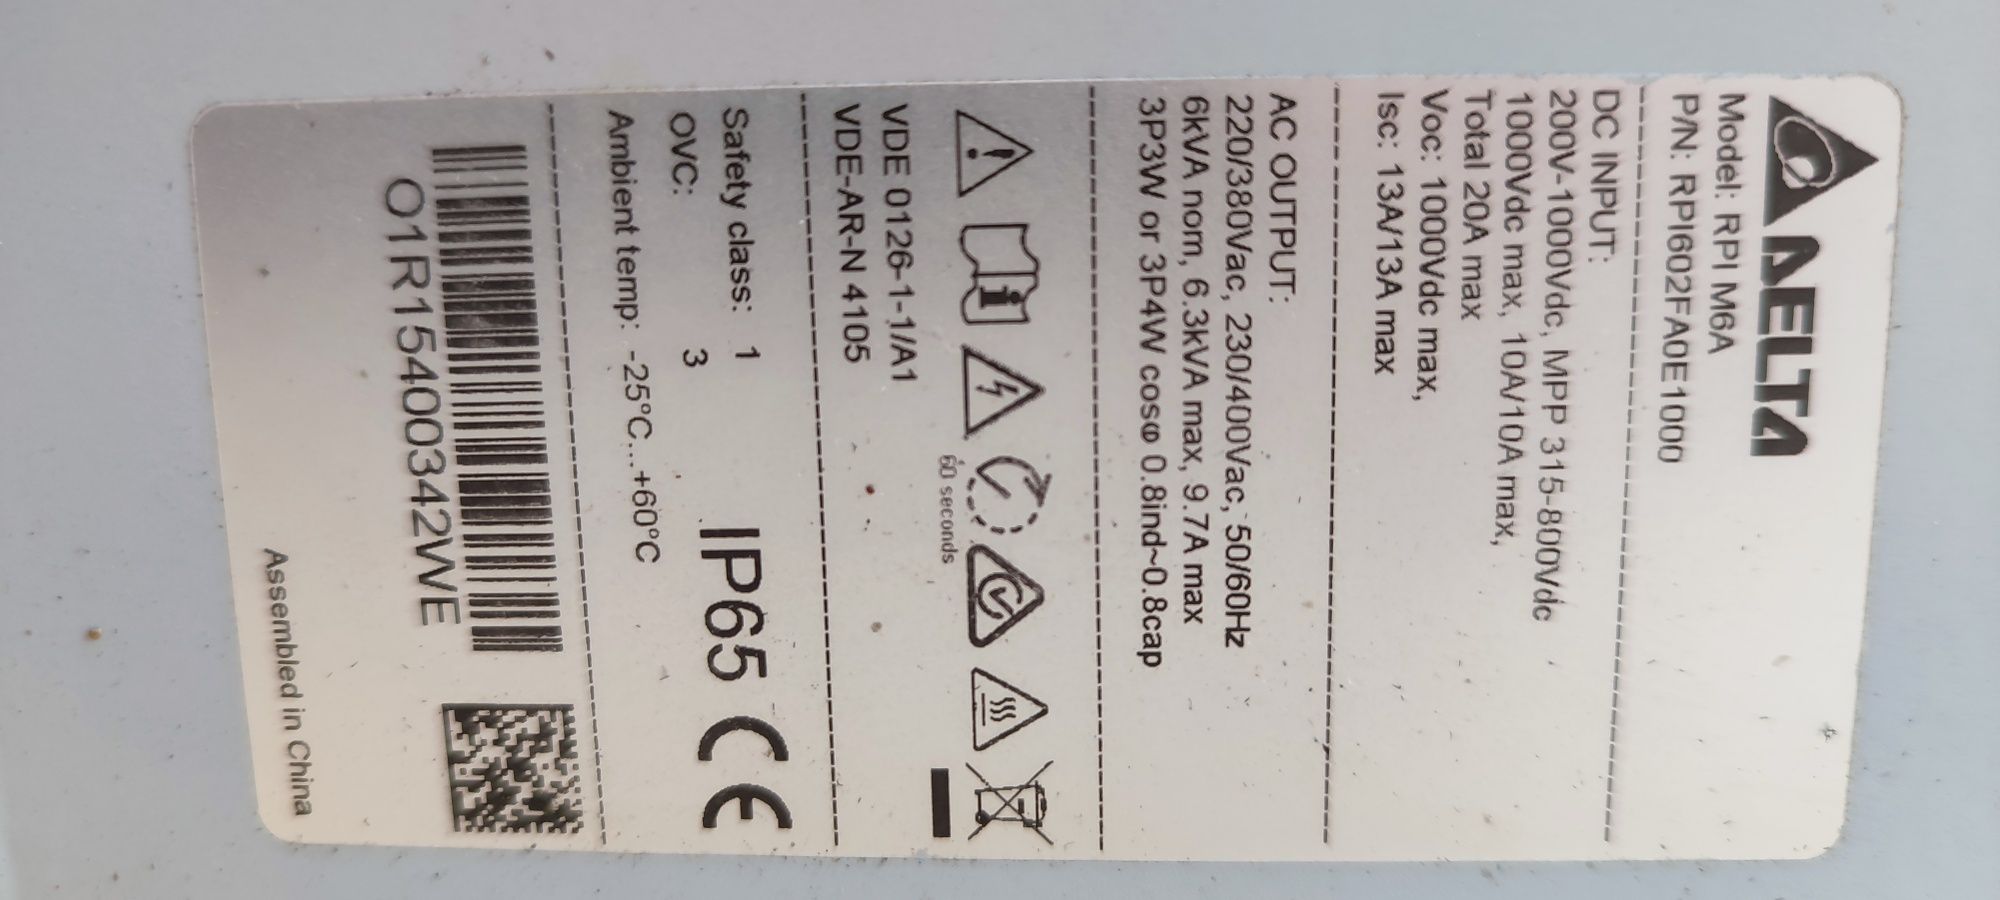 DELTA
Model: RPI M6A
P/N: RPI602FA0E1000
DC INPUT:
200V-1000Vdc, MPP 315-800Vdc
1000Vdc max, 10A/10A max,
Total 20A max
Voc: 1000Vdc max,
Isc: 13A/13A max
AC OUTPUT:
220/380Vac, 230/400Vac, 50/60Hz
6kVA nom, 6.3kVA max, 9.7A max
3P3W or 3P4W cosφ 0.8ind~0.8cap
60 seconds
VDE 0126-1-1/A1
VDE-AR-N 4105
Safety class: 1
OVC: 3
IP65 CE
Ambient temp: -25°C...+60°C
O1R15400342WE
Assembled in China